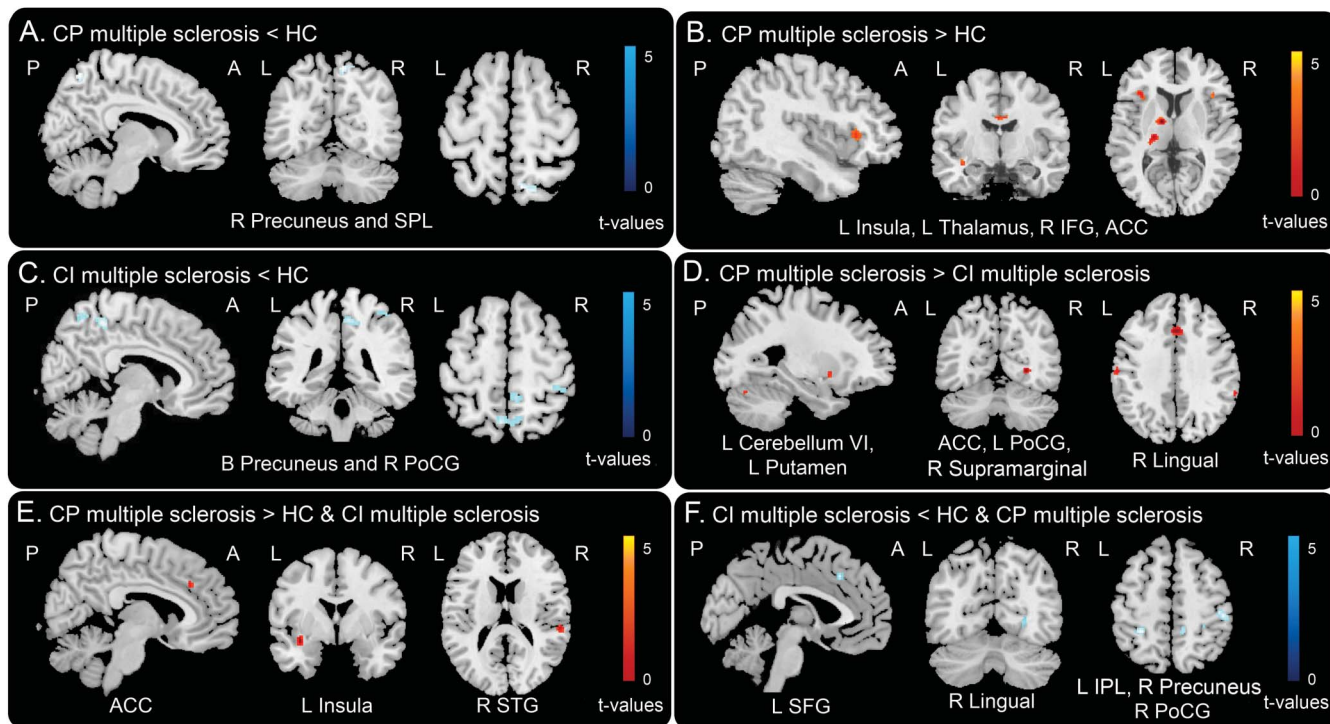 A. CP multiple sclerosis < HC
P A L R R
5
0
t-values
R Precuneus and SPL
B. CP multiple sclerosis > HC
P A L R L R
5
0
t-values
L Insula, L Thalamus, R IFG, ACC
C. CI multiple sclerosis < HC
P A L R L R
5
0
t-values
B Precuneus and R PoCG
D. CP multiple sclerosis > CI multiple sclerosis
P A L R L R
5
0
t-values
L Cerebellum VI,
L Putamen
ACC, L PoCG,
R Supramarginal
R Lingual
E. CP multiple sclerosis > HC & CI multiple sclerosis
P A L R L R
5
0
t-values
ACC
L Insula
R STG
F. CI multiple sclerosis < HC & CP multiple sclerosis
P A L R L R
5
0
t-values
L SFG
R Lingual
L IPL, R Precuneus
R PoCG